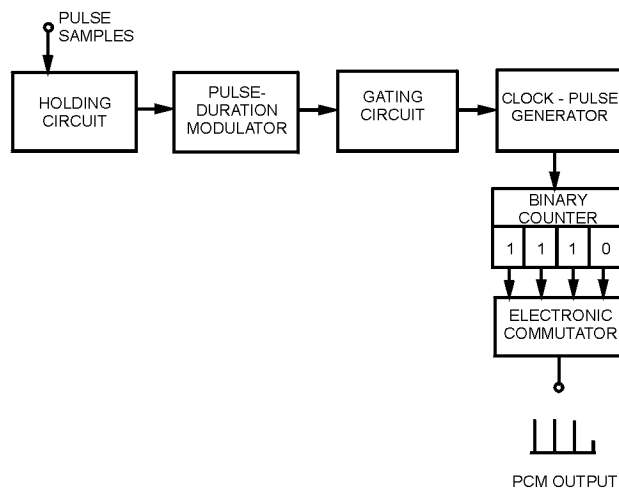 PULSE
SAMPLES
HOLDING
CIRCUIT
PULSE-
DURATION
MODULATOR
GATING
CIRCUIT
CLOCK - PULSE
GENERATOR
BINARY
COUNTER
1 1 1 0
ELECTRONIC
COMMUTATOR
PCM OUTPUT